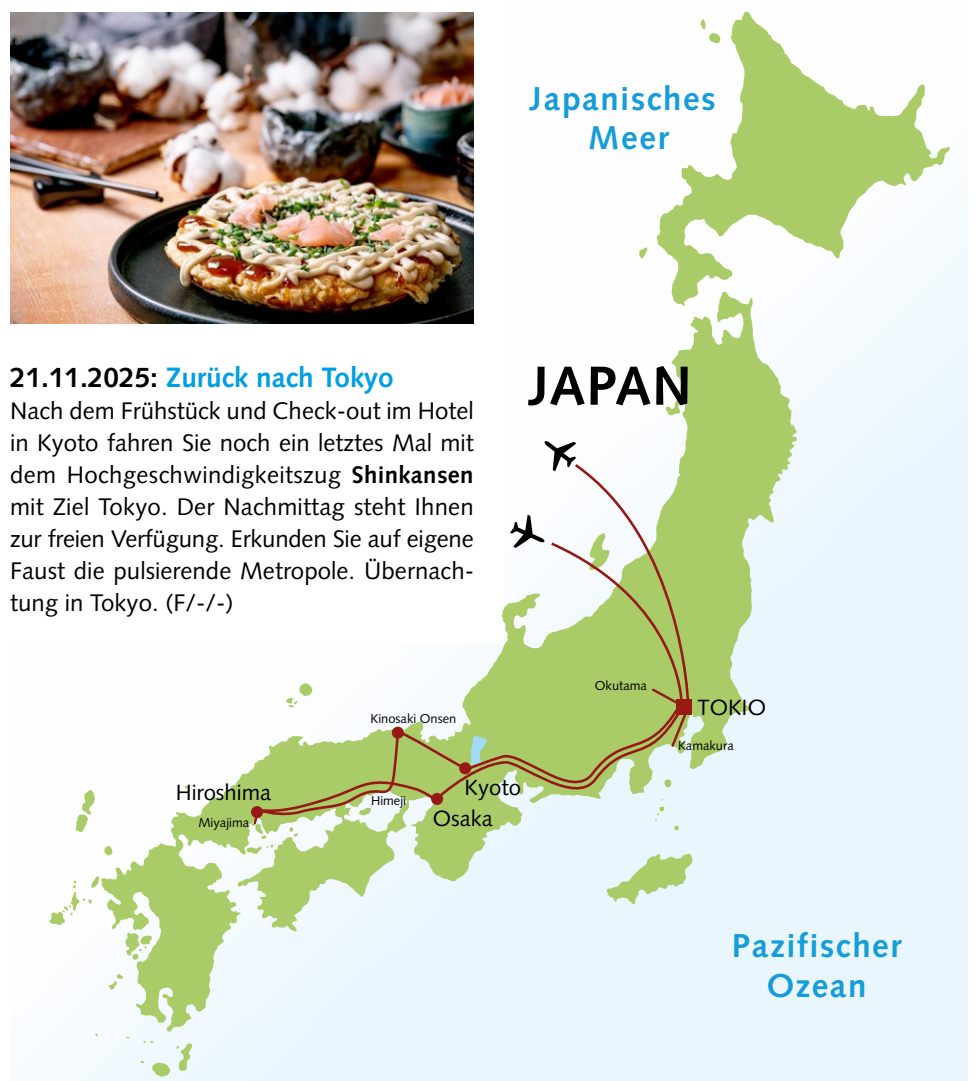 21.11.2025: Zurück nach Tokyo
Nach dem Frühstück und Check-out im Hotel
in Kyoto fahren Sie noch ein letztes Mal mit
dem Hochgeschwindigkeitszug Shinkansen
mit Ziel Tokyo. Der Nachmittag steht Ihnen
zur freien Verfügung. Erkunden Sie auf eigene
Faust die pulsierende Metropole. Übernach-
tung in Tokyo. (F/-/-)
Japanisches
Meer
JAPAN
Okutama
TOKIO
Kamakura
Kinosaki Onsen
Kyoto
Hiroshima
Himeji
Osaka
Miyajima
Pazifischer
Ozean